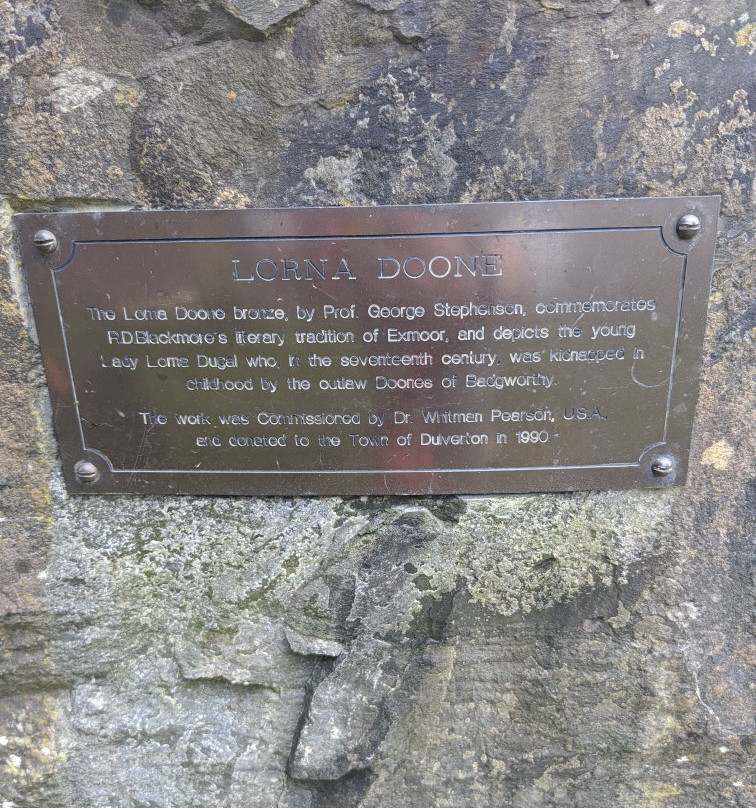 LORNA DOONE
The Lorna Doone bronze, by Prof. George Stephenson, commemorates
R.D.Blackmore's literary tradition of Exmoor, and depicts the young
Lady Lorna Dugal who, in the seventeenth century, was kidnapped in
childhood by the outlaw Doones of Badgworthy.
The work was Commissioned by Dr. Whitman Pearson, U.S.A.,
and donated to the Town of Dulverton in 1990.